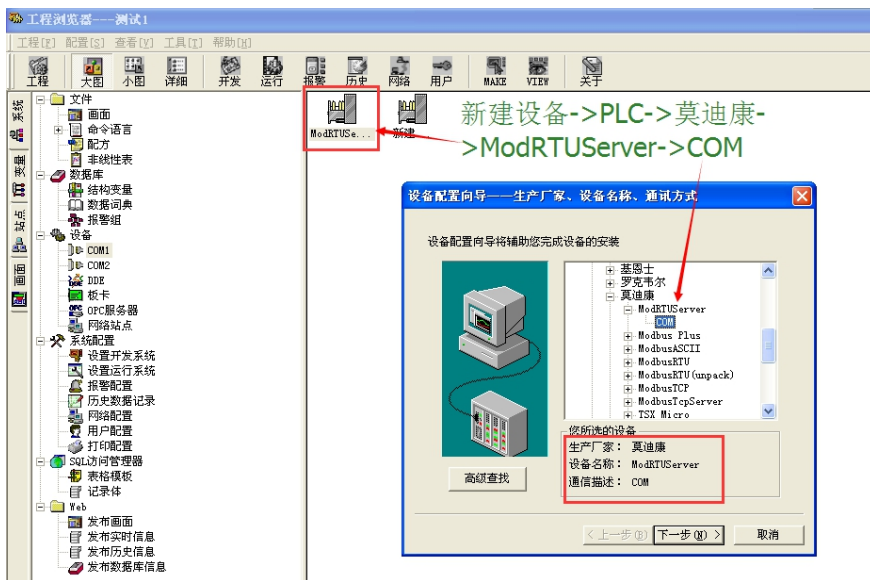 工程浏览器---测试1
工程[F] 配置[S] 查看[V] 工具[T] 帮助[H]
工程 大图 小图 详细 开发 运行 报警 历史 网络 用户 MAKE VIEW 关于
系统
变量
站点
画面
文件
画面
命令语言
配方
非线性表
数据库
结构变量
数据词典
报警组
设备
COM1
COM2
DDE
板卡
OPC服务器
网络站点
系统配置
设置开发系统
设置运行系统
报警配置
历史数据记录
网络配置
用户配置
打印配置
SQL访问管理器
表格模板
记录体
Web
发布画面
发布实时信息
发布历史信息
发布数据库信息
ModRTUSe... 新建
新建设备->PLC->莫迪康-
>ModRTUServer->COM
设备配置向导——生产厂家、设备名称、通讯方式
设备配置向导将辅助您完成设备的安装
基恩士
罗克韦尔
莫迪康
ModRTUServer
COM
Modbus Plus
ModbusASCII
ModbusRTU
ModbusRTU(unpack)
ModbusTCP
ModbusTcpServer
TSX Micro
您所选的设备
生产厂家： 莫迪康
设备名称： ModRTUServer
通信描述： COM
高级查找
< 上一步(B) 下一步(N) > 取消